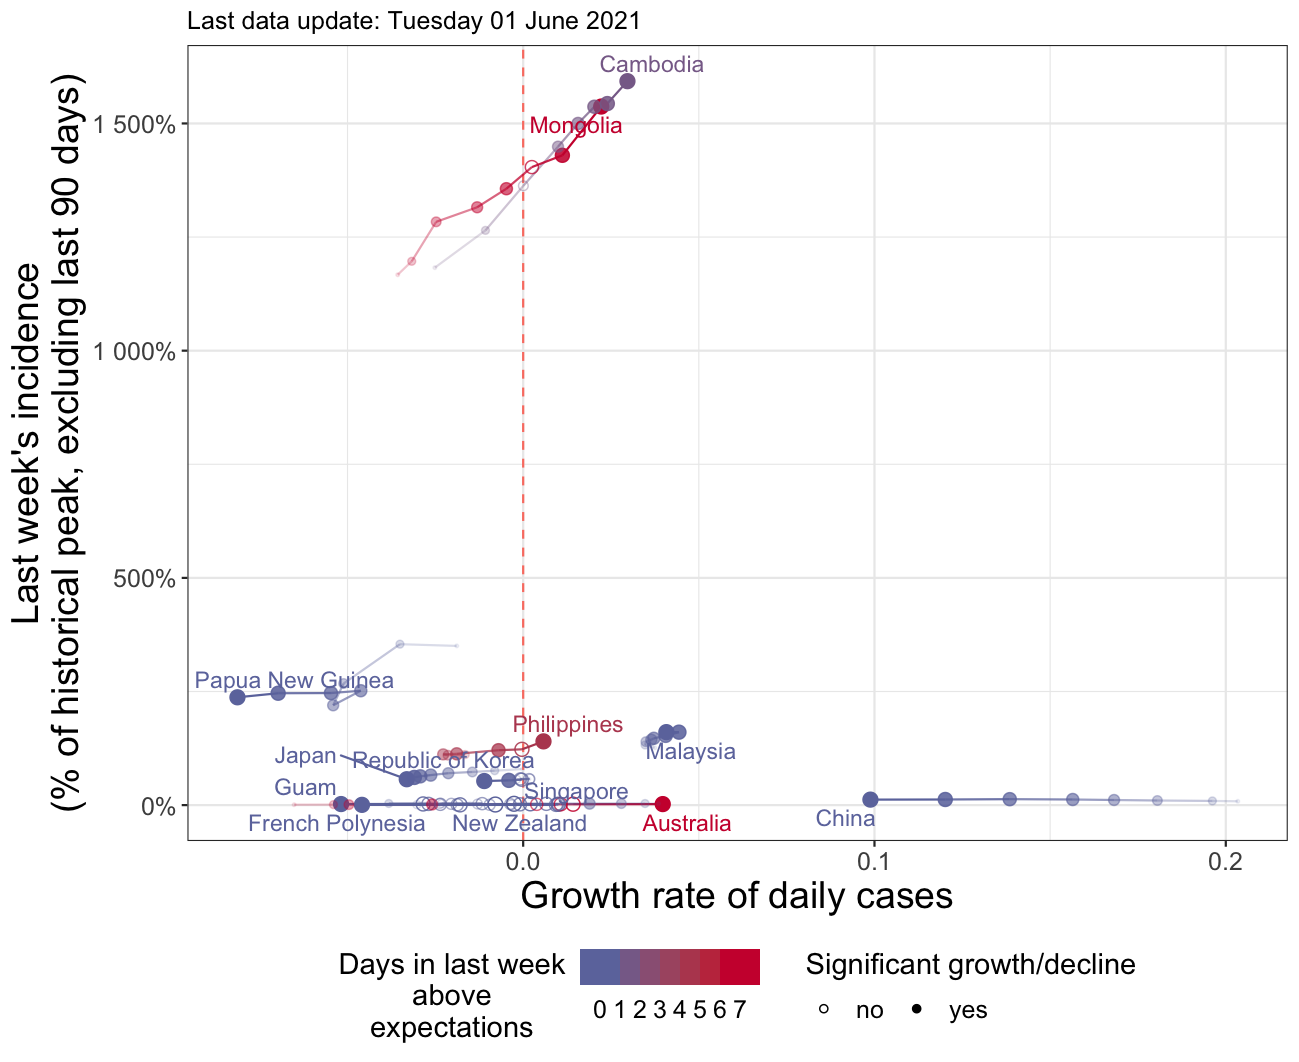 Last data update: Tuesday 01 June 2021
Last week's incidence
(% of historical peak, excluding last 90 days)
1 500%
1 000%
500%
0%
Cambodia
Mongolia
Papua New Guinea
Philippines
Japan
Republic of Korea
Malaysia
Guam
Singapore
French Polynesia
New Zealand
Australia
China
0.0
0.1
0.2
Growth rate of daily cases
Days in last week
above
expectations
0 1 2 3 4 5 6 7
Significant growth/decline
no
yes